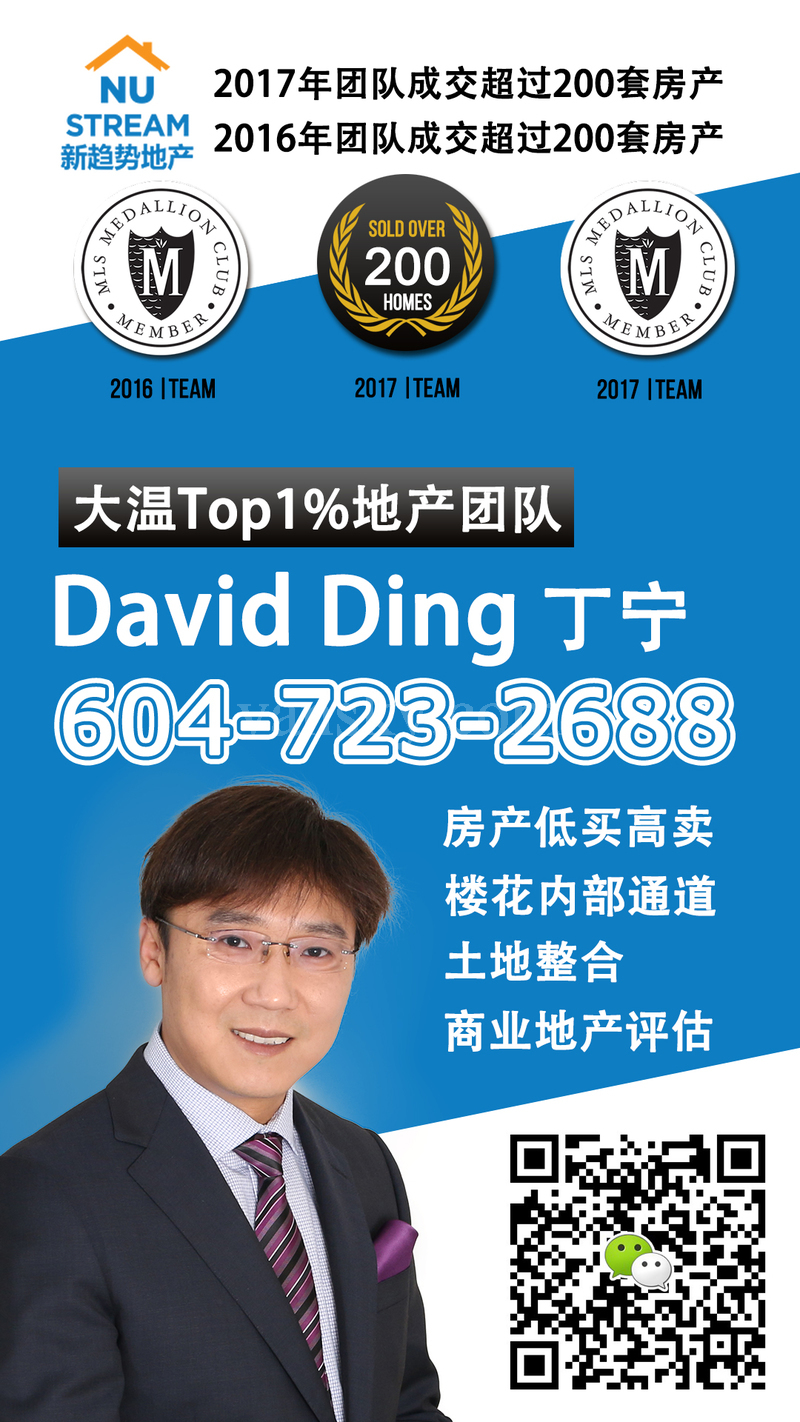 NU
STREAM
新趋势地产
2017年团队成交超过200套房产
2016年团队成交超过200套房产
MLS MEDALLION CLUB
M
• MEMBER •
SOLD OVER
200
HOMES
MLS MEDALLION CLUB
M
• MEMBER •
2016 | TEAM
2017 | TEAM
2017 | TEAM
大温Top1%地产团队
David Ding 丁宁
604-723-2688
房产低买高卖
楼花内部通道
土地整合
商业地产评估